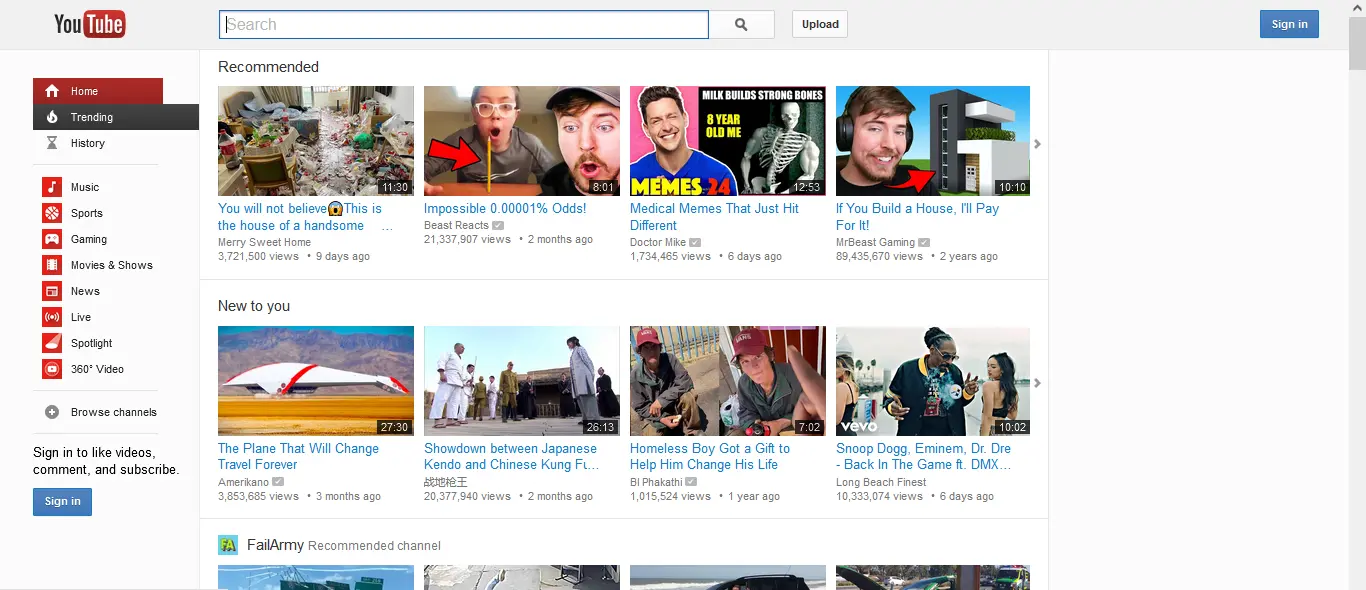 YouTube
Search
Upload
Sign in
Home
Trending
History
Music
Sports
Gaming
Movies & Shows
News
Live
Spotlight
360° Video
Browse channels
Sign in to like videos,
comment, and subscribe.
Sign in
Recommended
11:30
You will not believe😱This is
the house of a handsome ...
Merry Sweet Home
3,721,500 views • 9 days ago
8:01
Impossible 0.00001% Odds!
Beast Reacts
21,337,907 views • 2 months ago
MILK BUILDS STRONG BONES
8 YEAR
OLD ME
MEMES 24
12:53
Medical Memes That Just Hit
Different
Doctor Mike
1,734,465 views • 6 days ago
10:10
If You Build a House, I'll Pay
For It!
MrBeast Gaming
89,435,670 views • 2 years ago
New to you
27:30
The Plane That Will Change
Travel Forever
Amerikano
3,853,685 views • 3 months ago
26:13
Showdown between Japanese
Kendo and Chinese Kung Fu...
战地枪王
20,377,940 views • 2 months ago
VANS
VANS
7:02
Homeless Boy Got a Gift to
Help Him Change His Life
BI Phakathi
1,015,524 views • 1 year ago
vevo
10:02
Snoop Dogg, Eminem, Dr. Dre
- Back In The Game ft. DMX...
Long Beach Finest
10,333,074 views • 6 days ago
FA
FailArmy Recommended channel